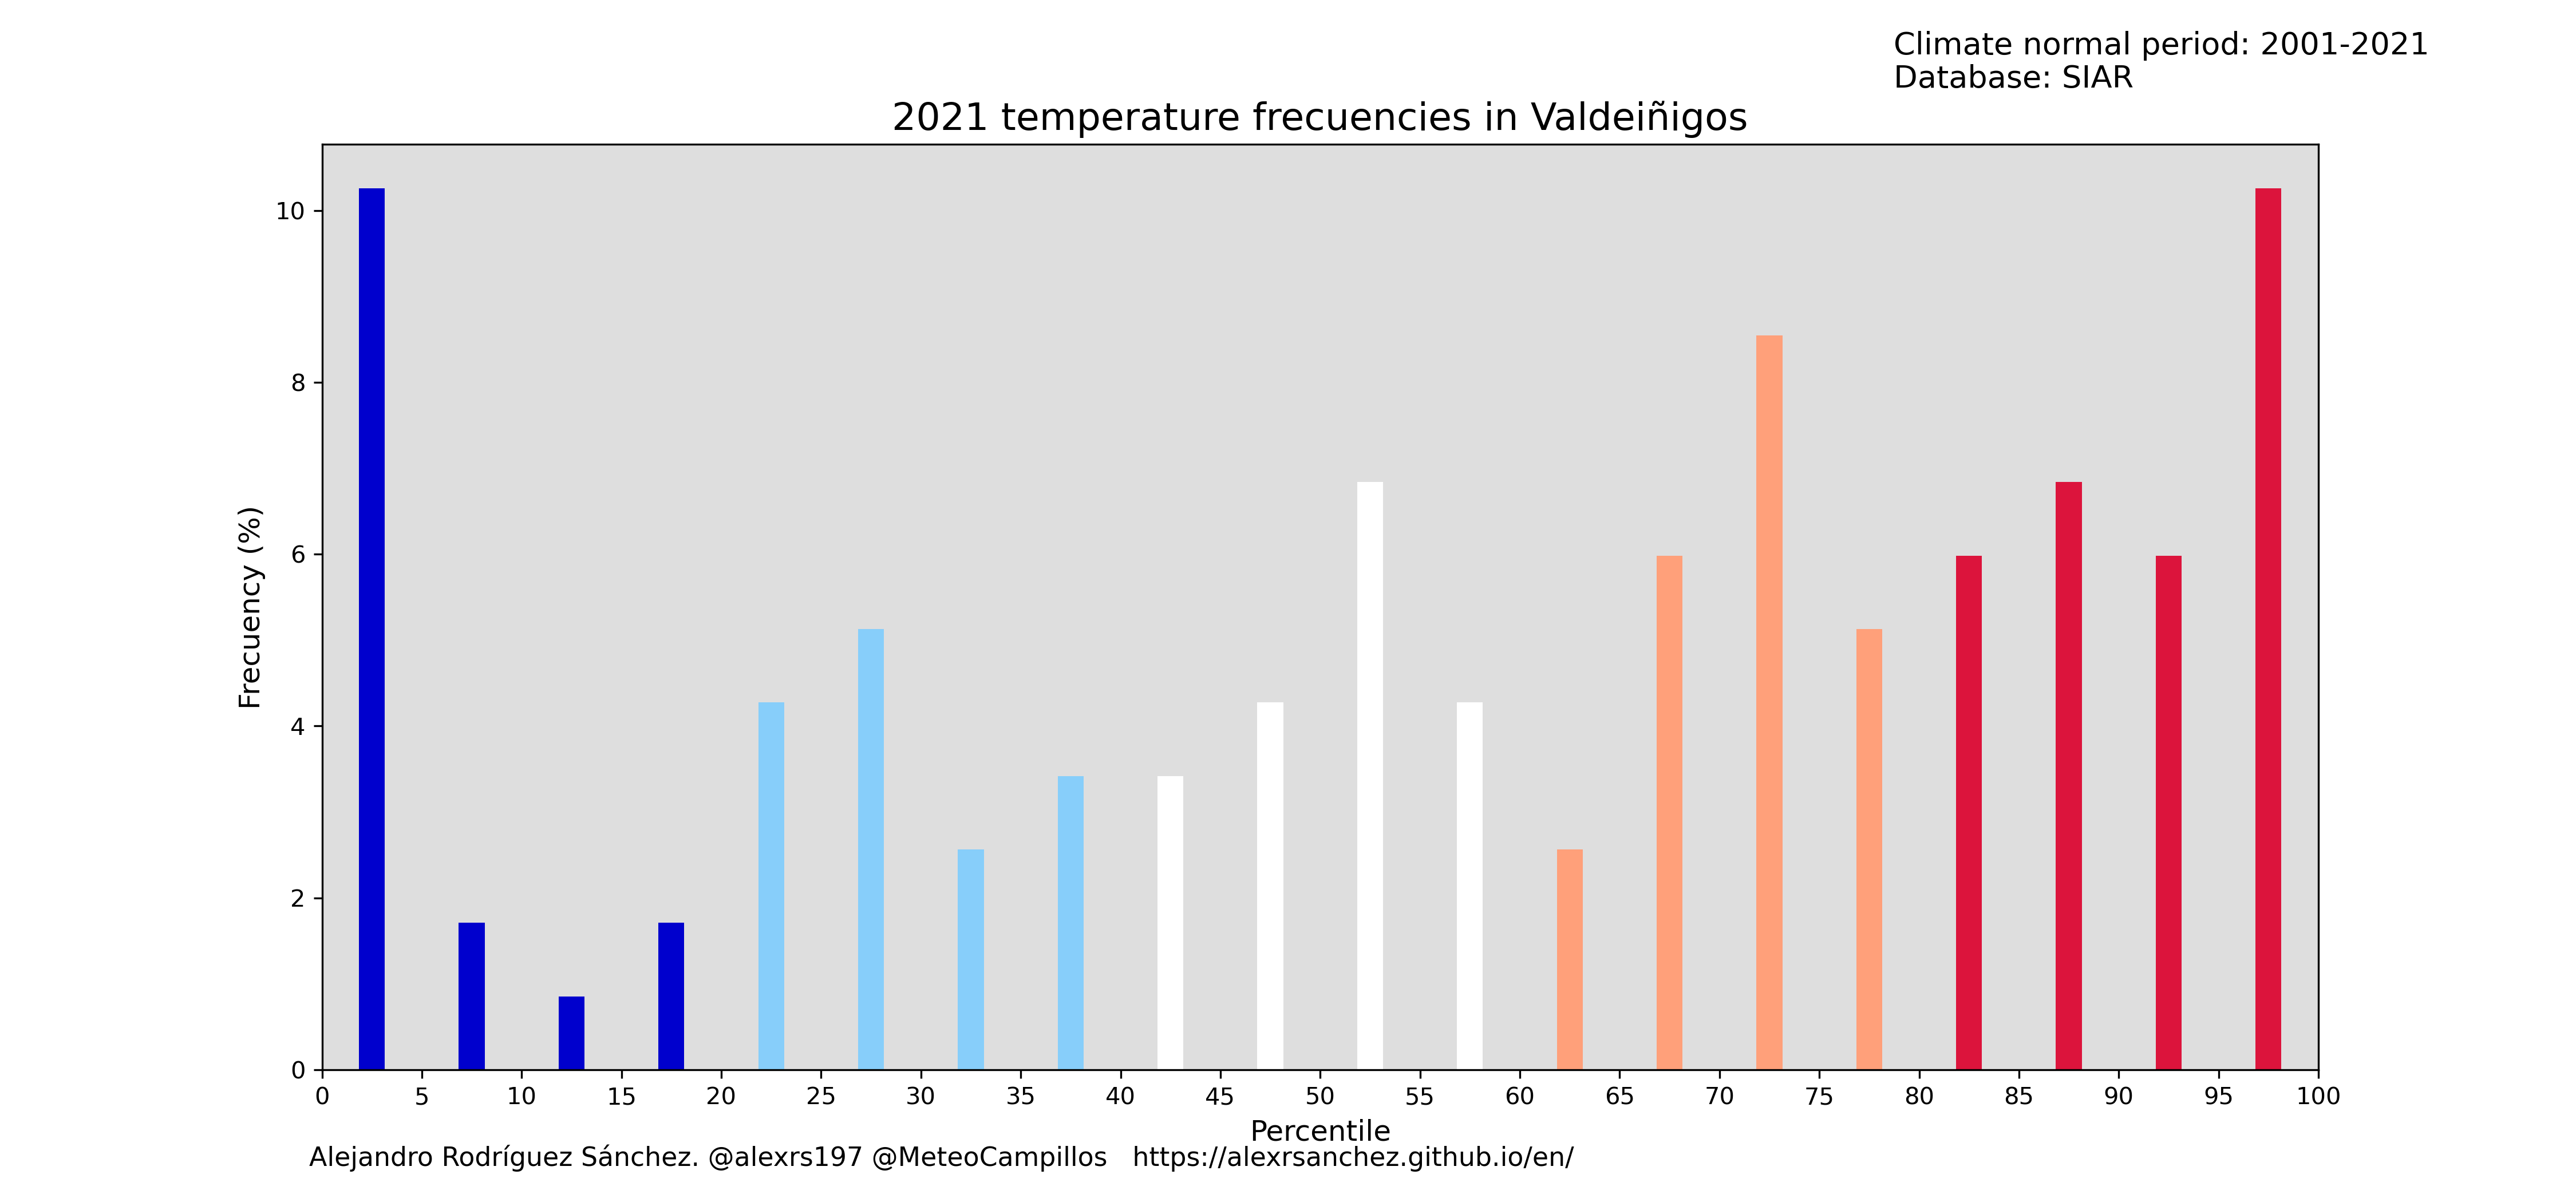 Climate normal period: 2001-2021
Database: SIAR
2021 temperature frecuencies in Valdeiñigos
Frecuency (%)
10
8
6
4
2
0
0 5 10 15 20 25 30 35 40 45 50 55 60 65 70 75 80 85 90 95 100
Percentile
Alejandro Rodríguez Sánchez. @alexrs197 @MeteoCampillos https://alexrsanchez.github.io/en/